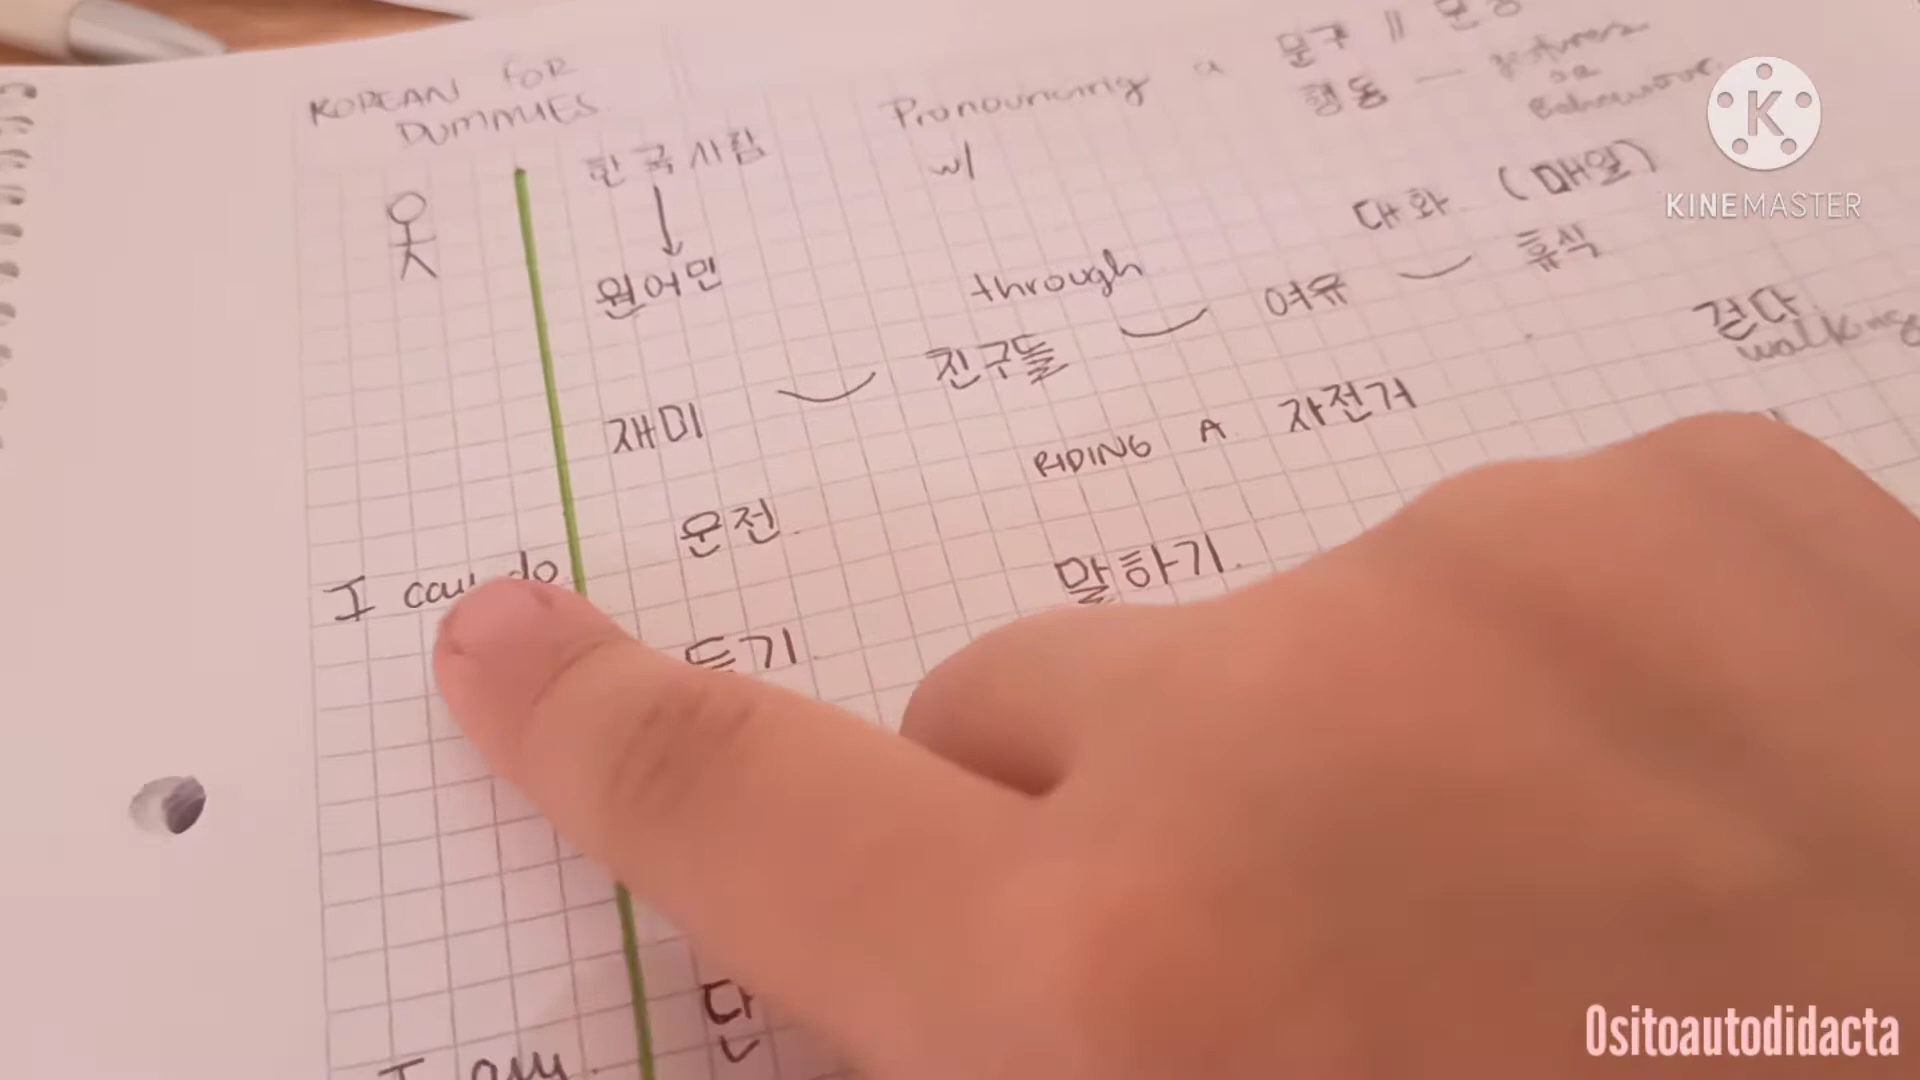 KOREAN FOR
DUMMIES
한국사람
원어민
Pronouncing a 문구 ||
w/
행동 — gestures
or
Behaviour
대화 (매일)
through
재미 친구들 여유 휴식
걷다
walking
운전.
RIDING A 자전거
I can do
듣기.
말하기.
단
I am
KINEMASTER
Ositoautodidacta